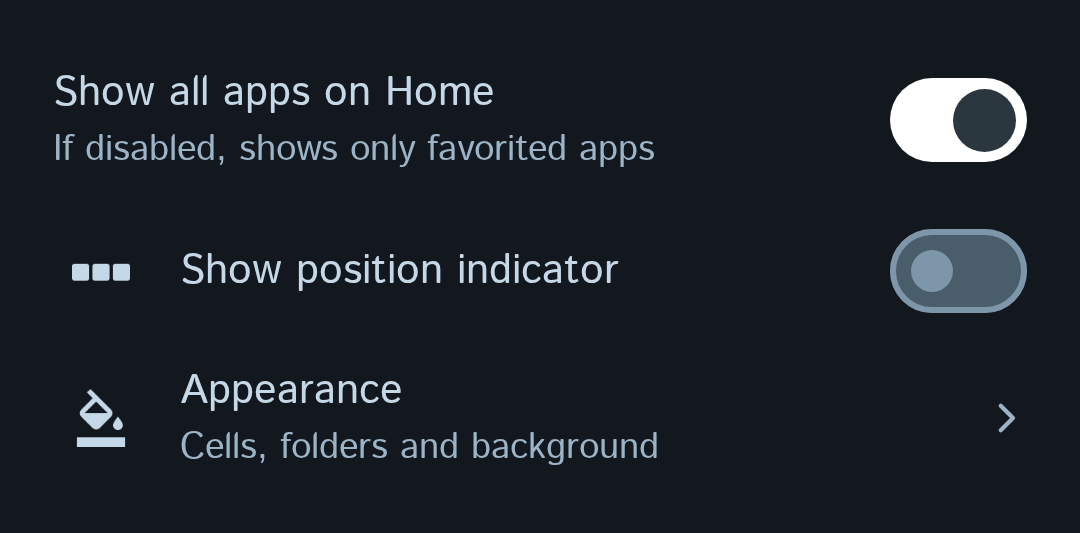 Show all apps on Home
If disabled, shows only favorited apps
Show position indicator
Appearance
Cells, folders and background